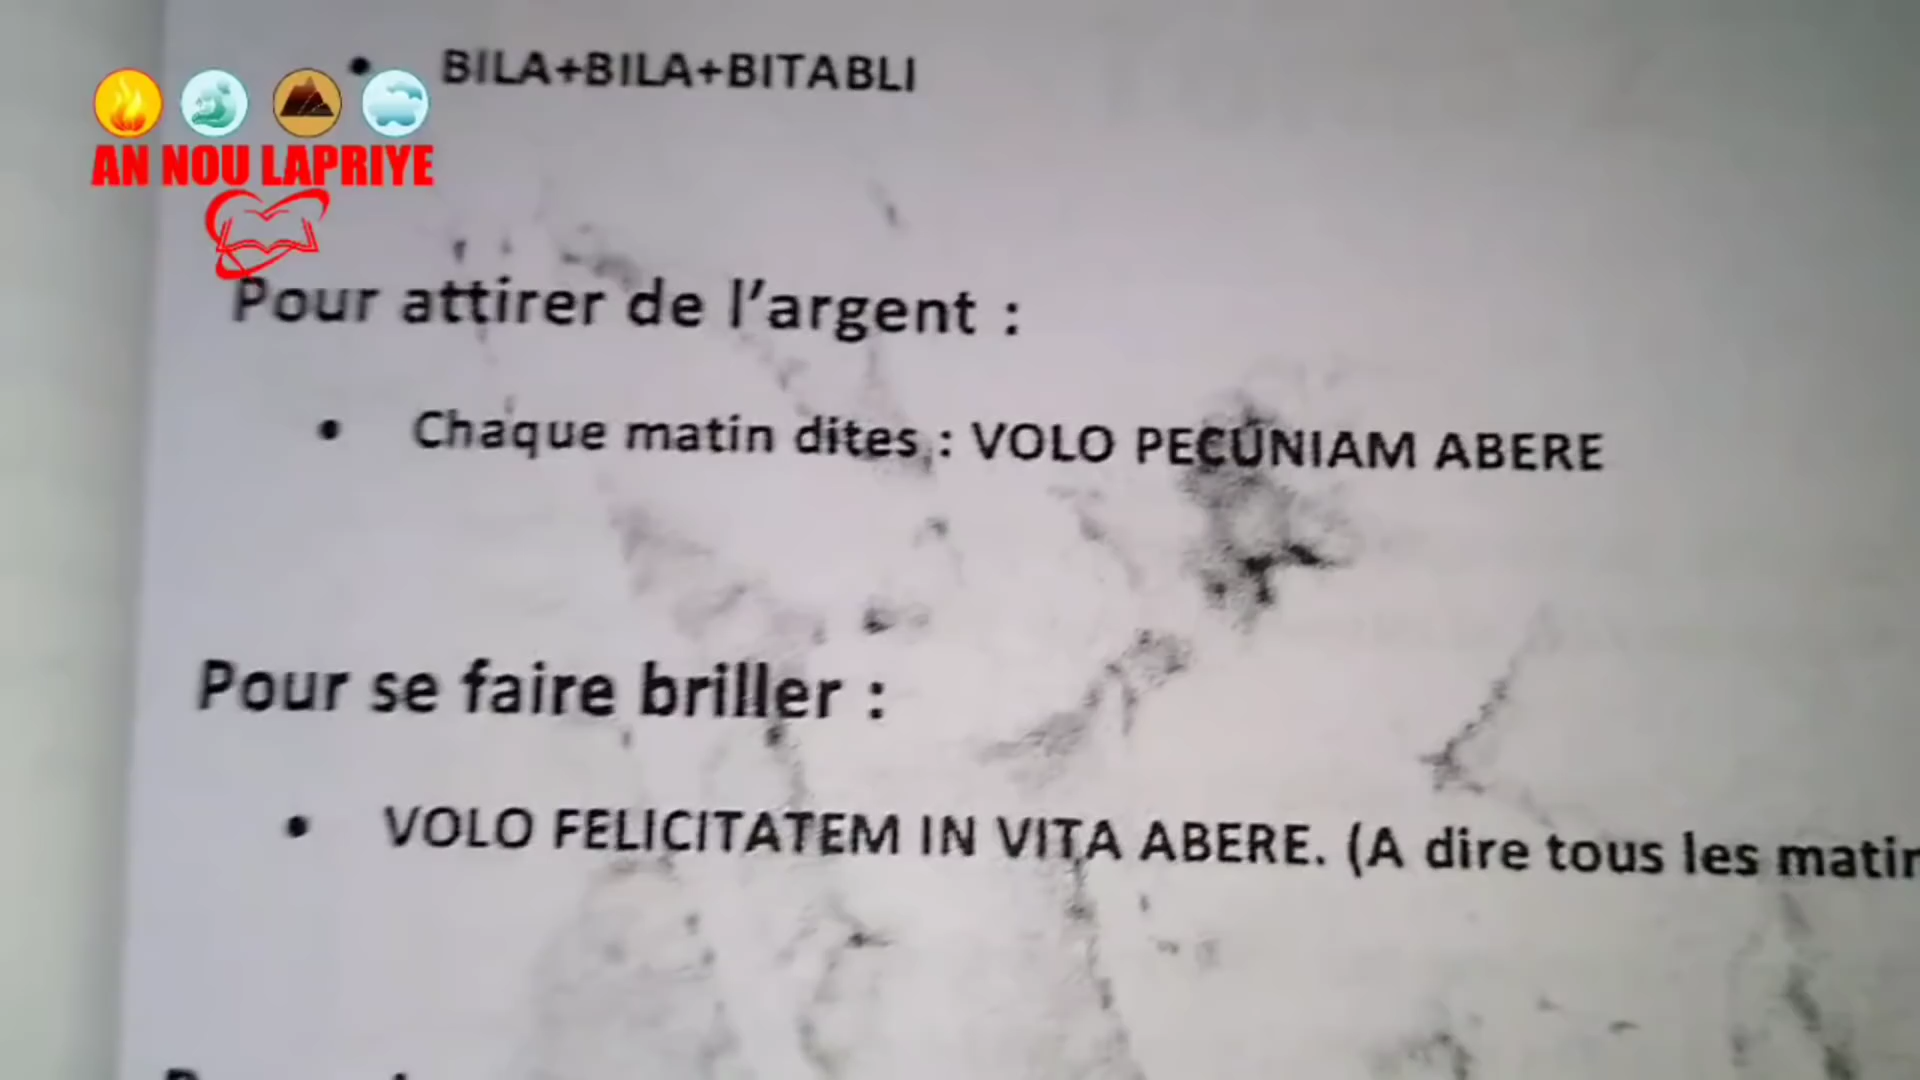 BILA+BILA+BITABLI
AN NOU LAPRIYE
Pour attirer de l'argent :
Chaque matin dites : VOLO PECUNIAM ABERE
Pour se faire briller :
VOLO FELICITATEM IN VITA ABERE. (A dire tous les matin